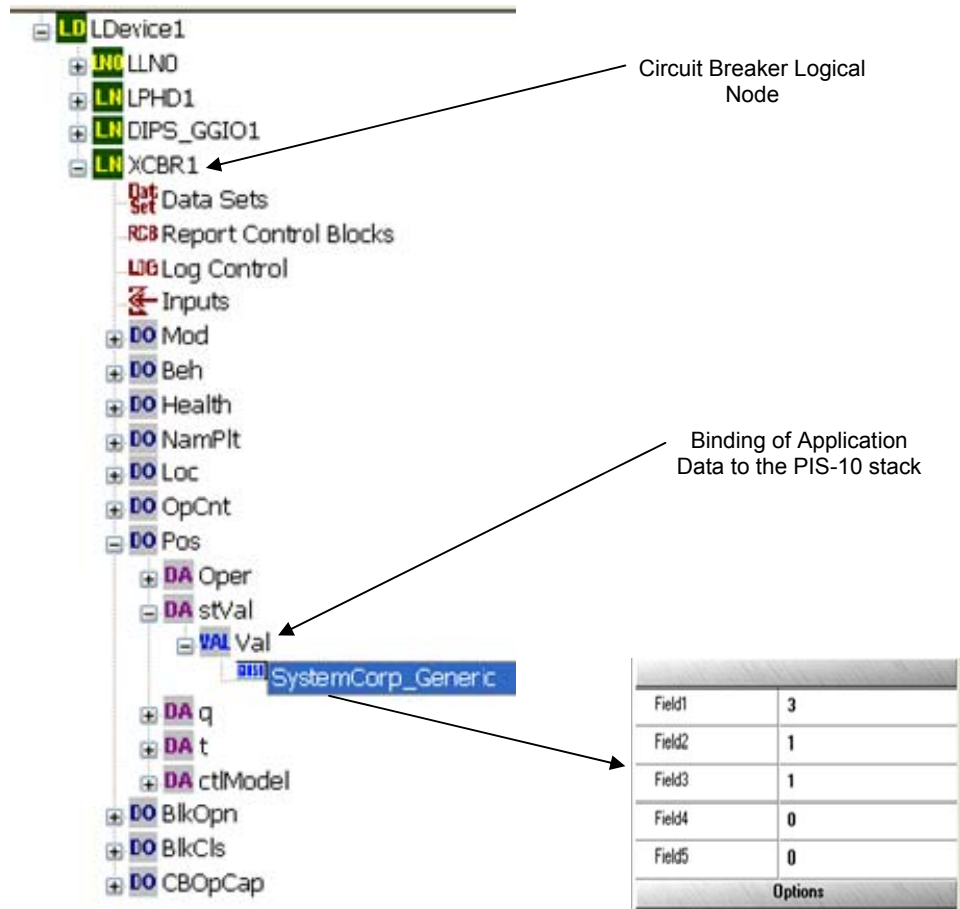 LD LDevice1
LN0 LLN0
LN LPHD1
LN DIPS_GGIO1
LN XCBR1
Dat Set Data Sets
RCB Report Control Blocks
LOG Log Control
Inputs
DO Mod
DO Beh
DO Health
DO NamPlt
DO Loc
DO OpCnt
DO Pos
DA Oper
DA stVal
VAL Val
SystemCorp_Generic
DA q
DA t
DA ctlModel
DO BlkOpn
DO BlkCls
DO CBOpCap
Circuit Breaker Logical
Node
Binding of Application
Data to the PIS-10 stack
Field1 3
Field2 1
Field3 1
Field4 0
Field5 0
Options